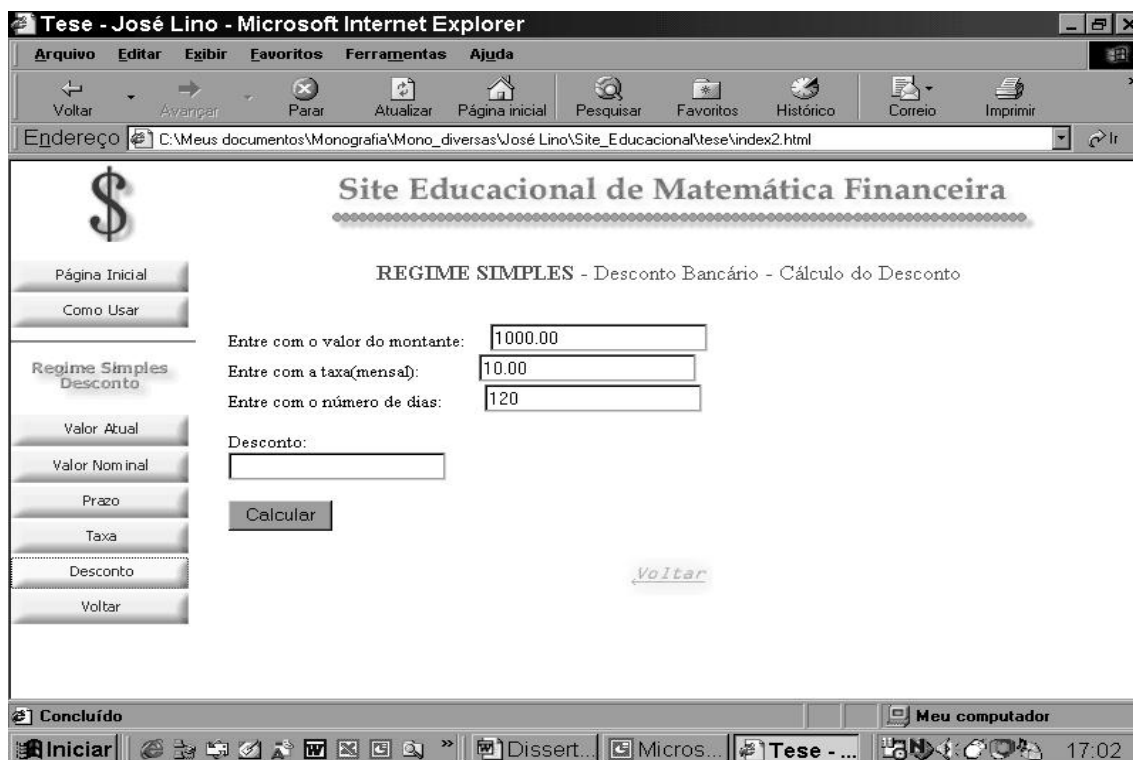 Tese - José Lino - Microsoft Internet Explorer
Arquivo Editar Exibir Favoritos Ferramentas Ajuda
Voltar Avançar Parar Atualizar Página inicial Pesquisar Favoritos Histórico Correio Imprimir
Endereço C:\Meus documentos\Monografia\Mono_diversas\José Lino\Site_Educacional\tese\index2.html Ir
$
Site Educacional de Matemática Financeira
Página Inicial
Como Usar
Regime Simples
Desconto
Valor Atual
Valor Nominal
Prazo
Taxa
Desconto
Voltar
REGIME SIMPLES - Desconto Bancário - Cálculo do Desconto
Entre com o valor do montante: 1000.00
Entre com a taxa(mensal): 10.00
Entre com o número de dias: 120
Desconto:
Calcular
Voltar
Concluído Meu computador
Iniciar » Dissert... Micros... Tese - ... 17:02